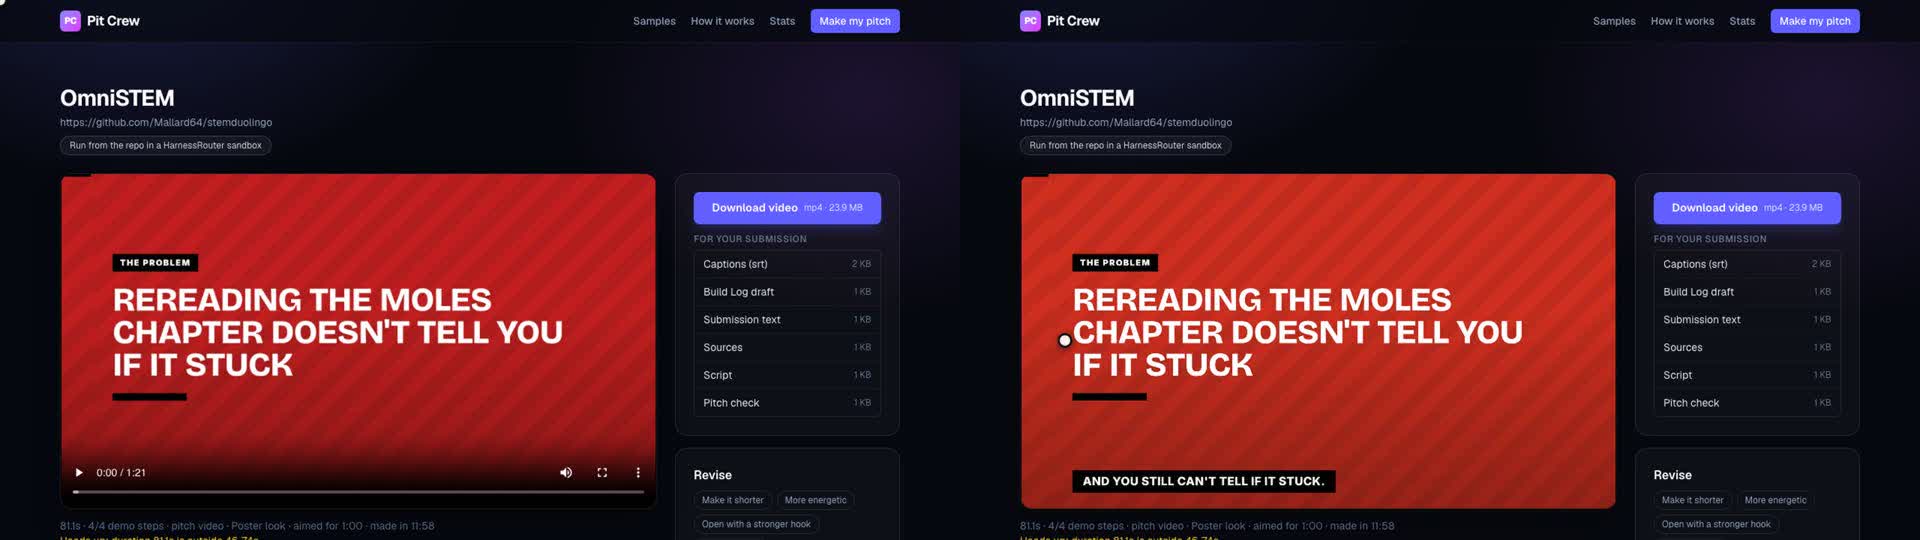 PC Pit Crew Samples How it works Stats Make my pitch
OmniSTEM
https://github.com/Mallard64/stemduolingo
Run from the repo in a HarnessRouter sandbox
THE PROBLEM
REREADING THE MOLES
CHAPTER DOESN'T TELL YOU
IF IT STUCK
0:00 / 1:21
Download video mp4 · 23.9 MB
FOR YOUR SUBMISSION
Captions (srt) 2 KB
Build Log draft 1 KB
Submission text 1 KB
Sources 1 KB
Script 1 KB
Pitch check 1 KB
Revise
Make it shorter More energetic
Open with a stronger hook
81.1s · 4/4 demo steps · pitch video · Poster look · aimed for 1:00 · made in 11:58
PC Pit Crew Samples How it works Stats Make my pitch
OmniSTEM
https://github.com/Mallard64/stemduolingo
Run from the repo in a HarnessRouter sandbox
THE PROBLEM
REREADING THE MOLES
CHAPTER DOESN'T TELL YOU
IF IT STUCK
AND YOU STILL CAN'T TELL IF IT STUCK.
Download video mp4 · 23.9 MB
FOR YOUR SUBMISSION
Captions (srt) 2 KB
Build Log draft 1 KB
Submission text 1 KB
Sources 1 KB
Script 1 KB
Pitch check 1 KB
Revise
Make it shorter More energetic
Open with a stronger hook
81.1s · 4/4 demo steps · pitch video · Poster look · aimed for 1:00 · made in 11:58